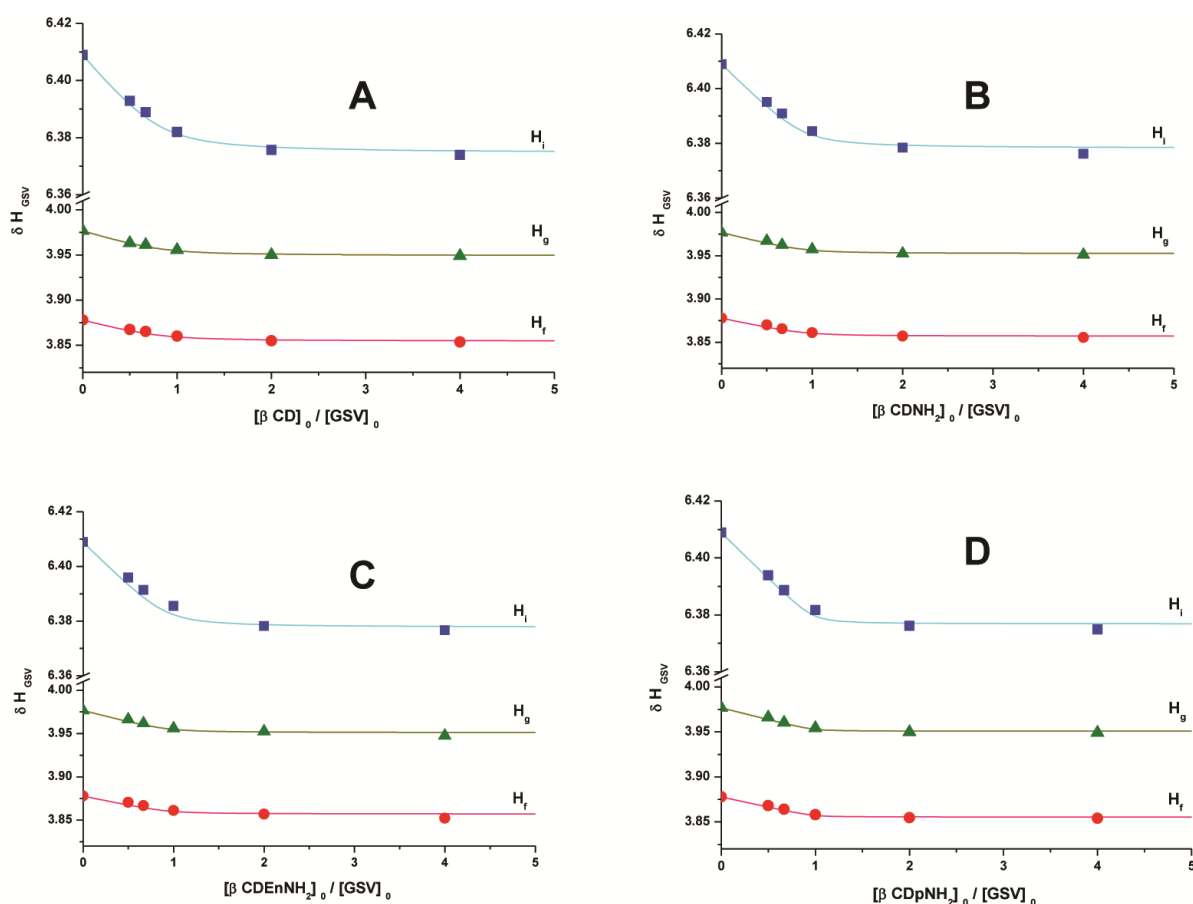 6.42
6.40
6.38
6.36
4.00
3.95
3.90
3.85
δ H GSV
A
Hi
Hg
Hf
0 1 2 3 4 5
[β CD] 0 / [GSV] 0
6.42
6.40
6.38
6.36
4.00
3.95
3.90
3.85
δ H GSV
B
Hi
Hg
Hf
0 1 2 3 4 5
[β CDNH2] 0 / [GSV] 0
6.42
6.40
6.38
6.36
4.00
3.95
3.90
3.85
δ H GSV
C
Hi
Hg
Hf
0 1 2 3 4 5
[β CDEnNH2] 0 / [GSV] 0
6.42
6.40
6.38
6.36
4.00
3.95
3.90
3.85
δ H GSV
D
Hi
Hg
Hf
0 1 2 3 4 5
[β CDpNH2] 0 / [GSV] 0